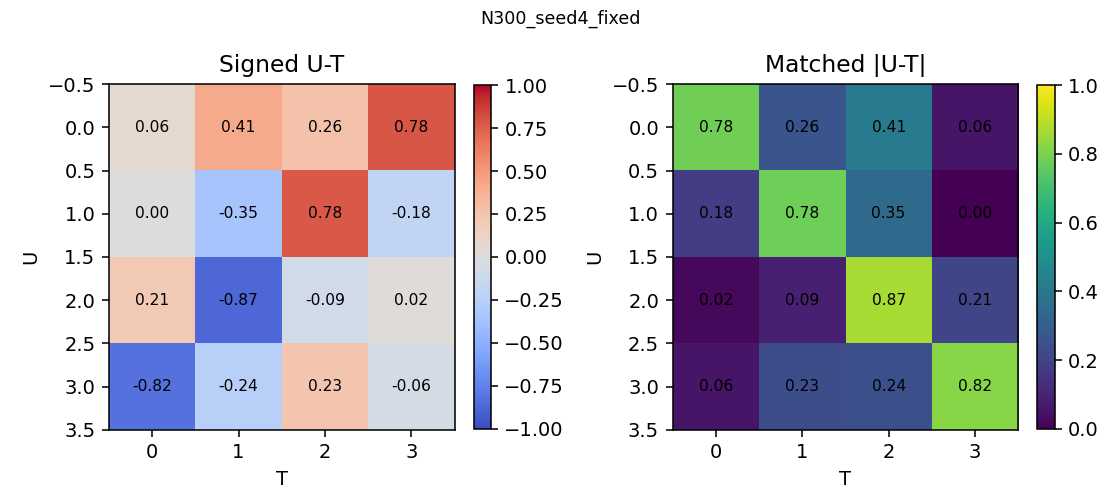 N300_seed4_fixed
Signed U-T
Matched |U-T|
−0.5
0.0
0.5
1.0
1.5
2.0
2.5
3.0
3.5
U
0.06 0.41 0.26 0.78
0.00 -0.35 0.78 -0.18
0.21 -0.87 -0.09 0.02
-0.82 -0.24 0.23 -0.06
0 1 2 3
T
1.00
0.75
0.50
0.25
0.00
−0.25
−0.50
−0.75
−1.00
−0.5
0.0
0.5
1.0
1.5
2.0
2.5
3.0
3.5
U
0.78 0.26 0.41 0.06
0.18 0.78 0.35 0.00
0.02 0.09 0.87 0.21
0.06 0.23 0.24 0.82
0 1 2 3
T
1.0
0.8
0.6
0.4
0.2
0.0